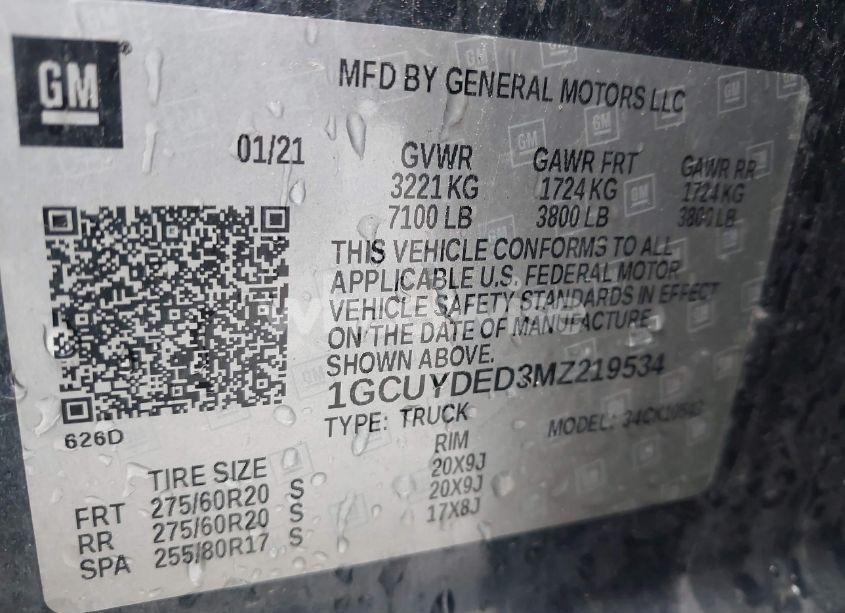 GM
MFD BY GENERAL MOTORS LLC
01/21
GVWR GAWR FRT GAWR RR
3221 KG 1724 KG 1724 KG
7100 LB 3800 LB 3800 LB
THIS VEHICLE CONFORMS TO ALL
APPLICABLE U.S. FEDERAL MOTOR
VEHICLE SAFETY STANDARDS IN EFFECT
ON THE DATE OF MANUFACTURE
SHOWN ABOVE.
1GCUYDED3MZ219534
TYPE: TRUCK MODEL:
626D
TIRE SIZE RIM
FRT 275/60R20 S 20X9J
RR 275/60R20 S 20X9J
SPA 255/80R17 S 17X8J